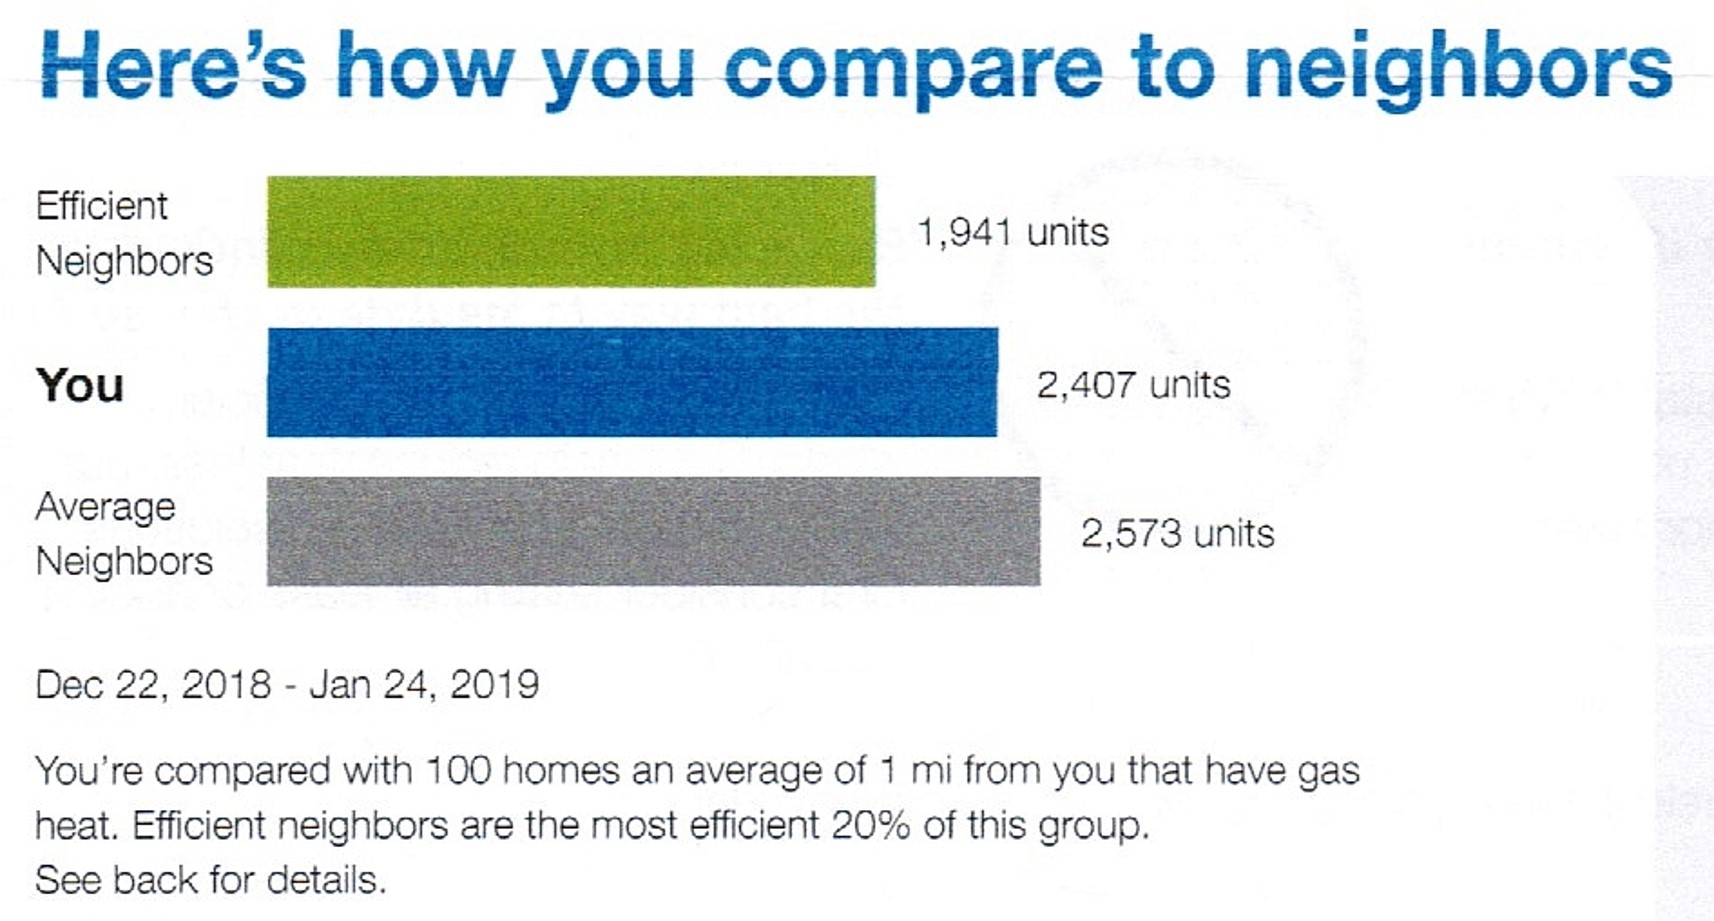 Here's how you compare to neighbors
Efficient
Neighbors
1,941 units
You
2,407 units
Average
Neighbors
2,573 units
Dec 22, 2018 - Jan 24, 2019
You're compared with 100 homes an average of 1 mi from you that have gas
heat. Efficient neighbors are the most efficient 20% of this group.
See back for details.